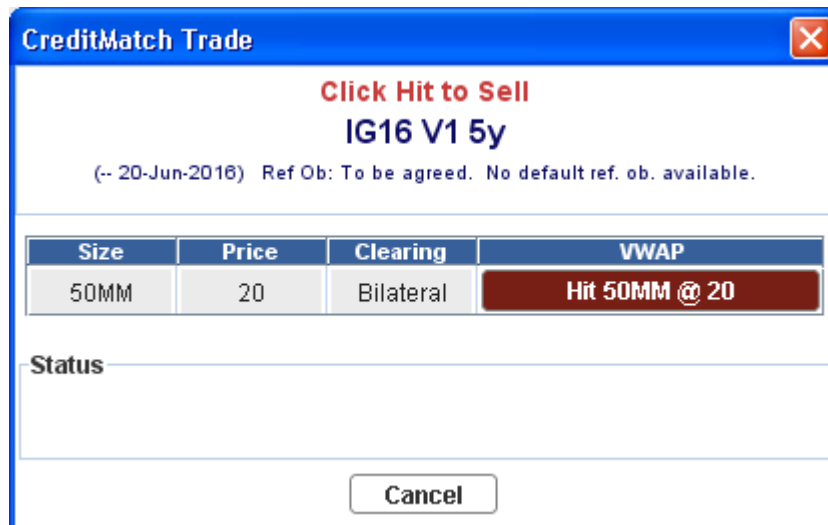 CreditMatch Trade
Click Hit to Sell
IG16 V1 5y
(-- 20-Jun-2016) Ref Ob: To be agreed. No default ref. ob. available.
Size Price Clearing VWAP
50MM 20 Bilateral Hit 50MM @ 20
Status
Cancel